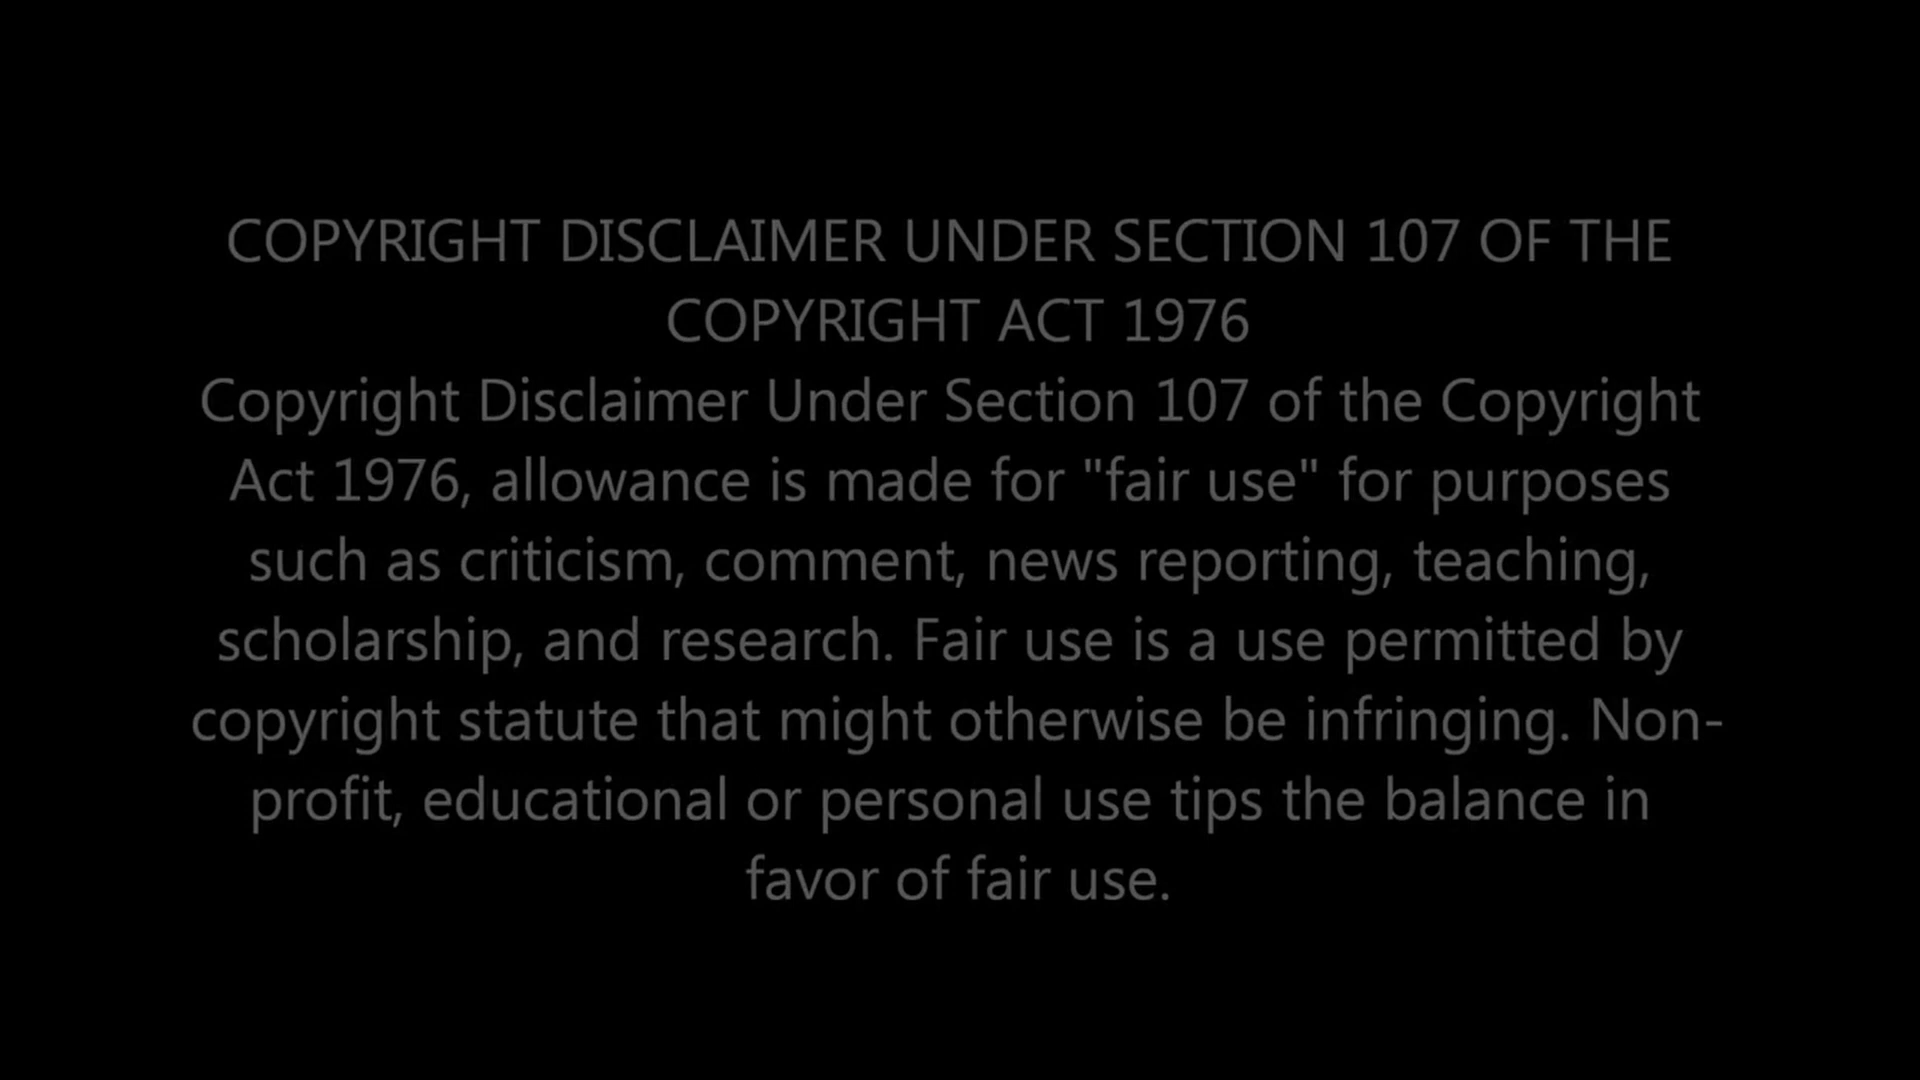 COPYRIGHT DISCLAIMER UNDER SECTION 107 OF THE
COPYRIGHT ACT 1976
Copyright Disclaimer Under Section 107 of the Copyright
Act 1976, allowance is made for "fair use" for purposes
such as criticism, comment, news reporting, teaching,
scholarship, and research. Fair use is a use permitted by
copyright statute that might otherwise be infringing. Non-
profit, educational or personal use tips the balance in
favor of fair use.